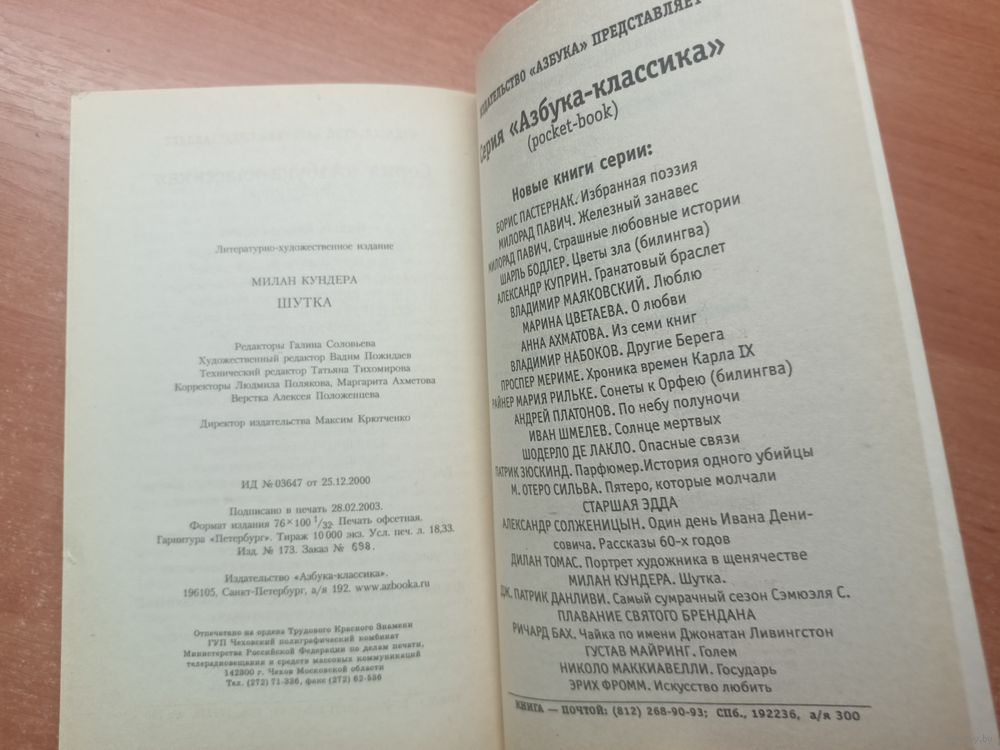 Литературно-художественное издание
МИЛАН КУНДЕРА
ШУТКА
Редакторы Галина Соловьева
Художественный редактор Вадим Пожидаев
Технический редактор Татьяна Тихомирова
Корректоры Людмила Полякова, Маргарита Ахметова
Верстка Алексея Положенцева
Директор издательства Максим Крютченко
ИД № 03647 от 25.12.2000
Подписано в печать 28.02.2003.
Формат издания 76×100 1/32. Печать офсетная.
Гарнитура «Петербург». Тираж 10 000 экз. Усл. печ. л. 18,33.
Изд. № 173. Заказ № 698.
Издательство «Азбука-классика».
196105, Санкт-Петербург, а/я 192. www.azbooka.ru
Отпечатано на ордена Трудового Красного Знамени
ГУП Чеховский полиграфический комбинат
Министерства Российской Федерации по делам печати,
телерадиовещания и средств массовых коммуникаций
142300 г. Чехов Московской области
Тел. (272) 71-336, факс (272) 62-536
ИЗДАТЕЛЬСТВО «АЗБУКА» ПРЕДСТАВЛЯЕТ
Серия «Азбука-классика»
(pocket-book)
Новые книги серии:
БОРИС ПАСТЕРНАК. Избранная поэзия
МИЛОРАД ПАВИЧ. Железный занавес
МИЛОРАД ПАВИЧ. Страшные любовные истории
ШАРЛЬ БОДЛЕР. Цветы зла (билингва)
АЛЕКСАНДР КУПРИН. Гранатовый браслет
ВЛАДИМИР МАЯКОВСКИЙ. Люблю
МАРИНА ЦВЕТАЕВА. О любви
АННА АХМАТОВА. Из семи книг
ВЛАДИМИР НАБОКОВ. Другие Берега
ПРОСПЕР МЕРИМЕ. Хроника времен Карла IX
РАЙНЕР МАРИЯ РИЛЬКЕ. Сонеты к Орфею (билингва)
АНДРЕЙ ПЛАТОНОВ. По небу полуночи
ИВАН ШМЕЛЕВ. Солнце мертвых
ШОДЕРЛО ДЕ ЛАКЛО. Опасные связи
ПАТРИК ЗЮСКИНД. Парфюмер.История одного убийцы
М. ОТЕРО СИЛЬВА. Пятеро, которые молчали
СТАРШАЯ ЭДДА
АЛЕКСАНДР СОЛЖЕНИЦЫН. Один день Ивана Дени-
совича. Рассказы 60-х годов
ДИЛАН ТОМАС. Портрет художника в щенячестве
МИЛАН КУНДЕРА. Шутка.
ДЖ. ПАТРИК ДАНЛИВИ. Самый сумрачный сезон Сэмюэля С.
ПЛАВАНИЕ СВЯТОГО БРЕНДАНА
РИЧАРД БАХ. Чайка по имени Джонатан Ливингстон
ГУСТАВ МАЙРИНГ. Голем
НИКОЛО МАККИАВЕЛЛИ. Государь
ЭРИХ ФРОММ. Искусство любить
КНИГА — ПОЧТОЙ: (812) 268-90-93; СПб., 192236, а/я 300